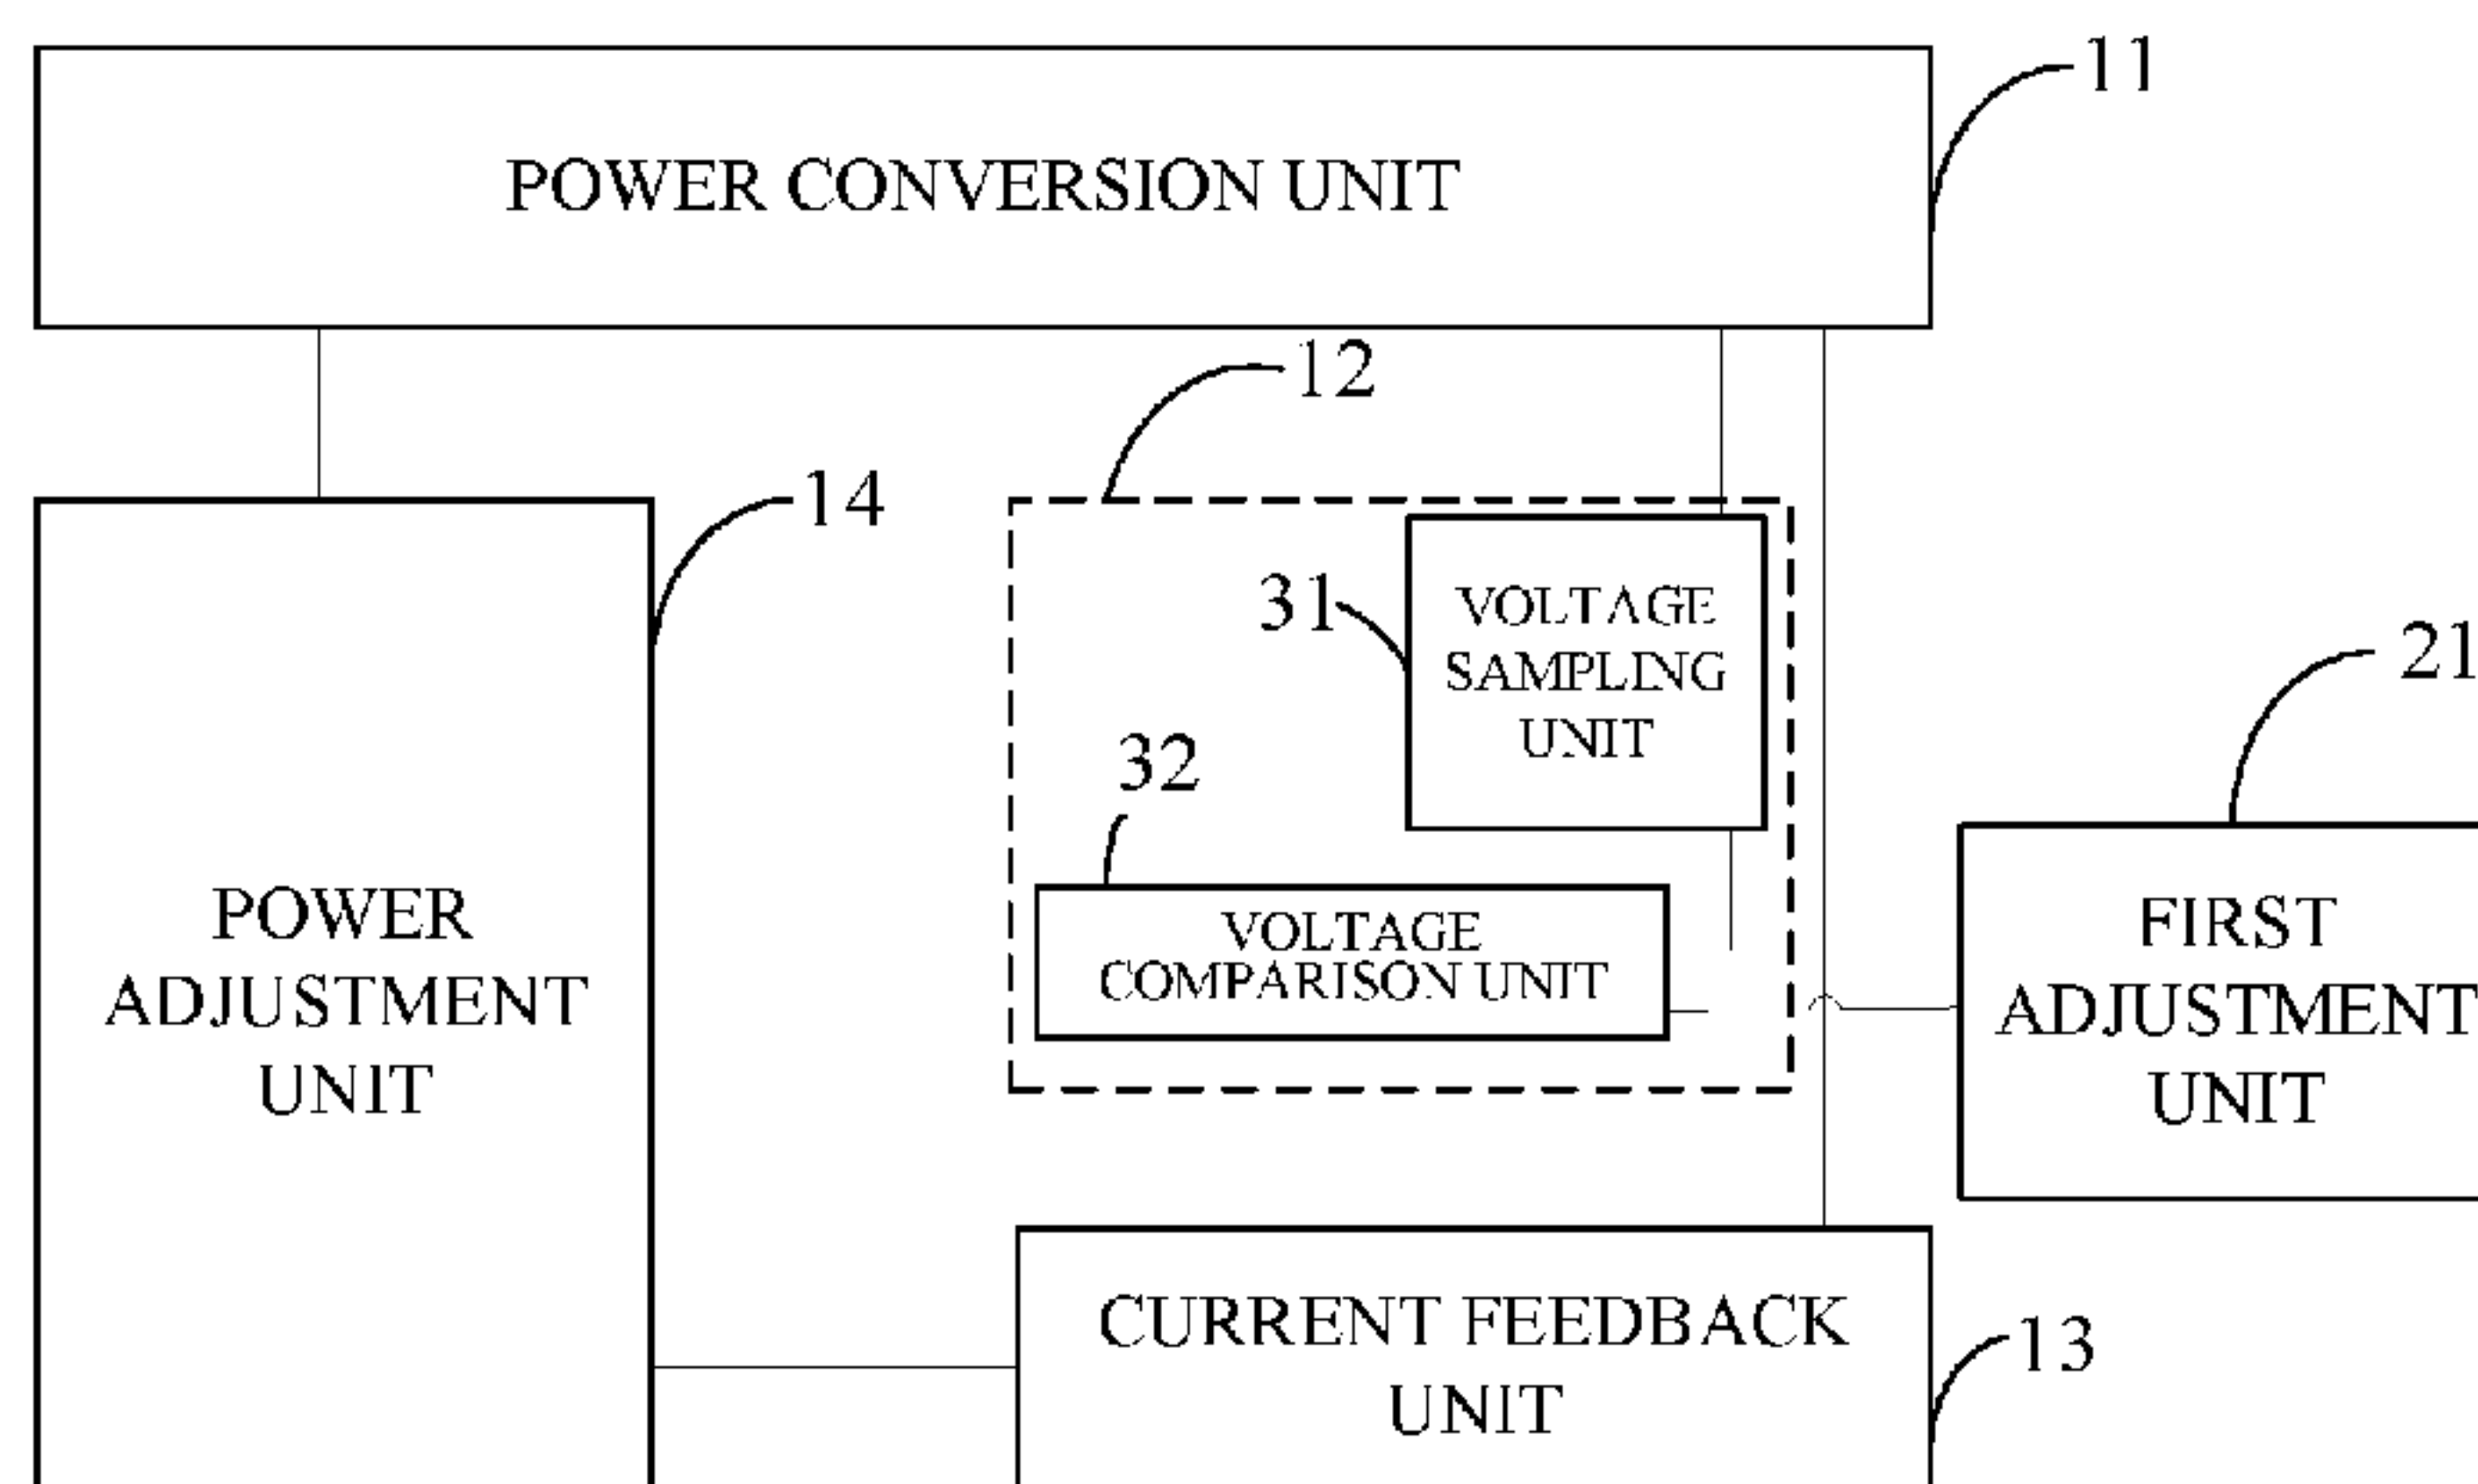 11
POWER CONVERSION UNIT
12
14
31
VOLTAGE
SAMPLING
UNIT
21
32
VOLTAGE
COMPARISON UNIT
POWER
ADJUSTMENT
UNIT
FIRST
ADJUSTMENT
UNIT
CURRENT FEEDBACK
UNIT
13